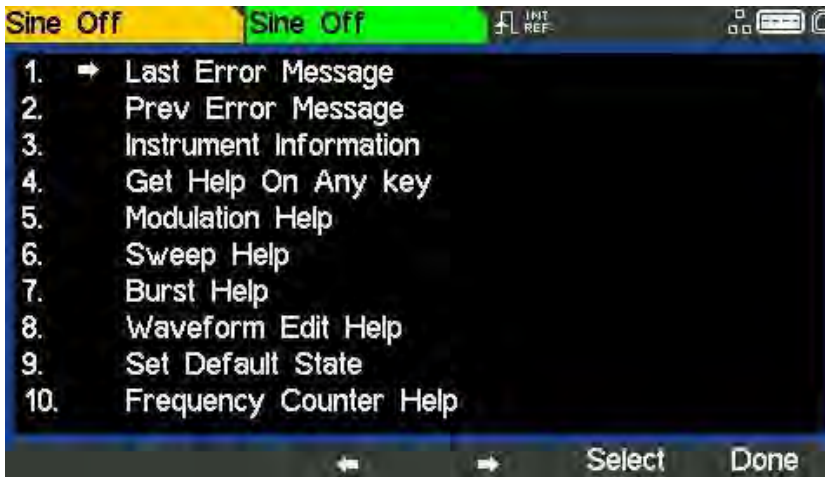 Sine Off Sine Off INT REF
1. Last Error Message
2. Prev Error Message
3. Instrument Information
4. Get Help On Any key
5. Modulation Help
6. Sweep Help
7. Burst Help
8. Waveform Edit Help
9. Set Default State
10. Frequency Counter Help
Select Done